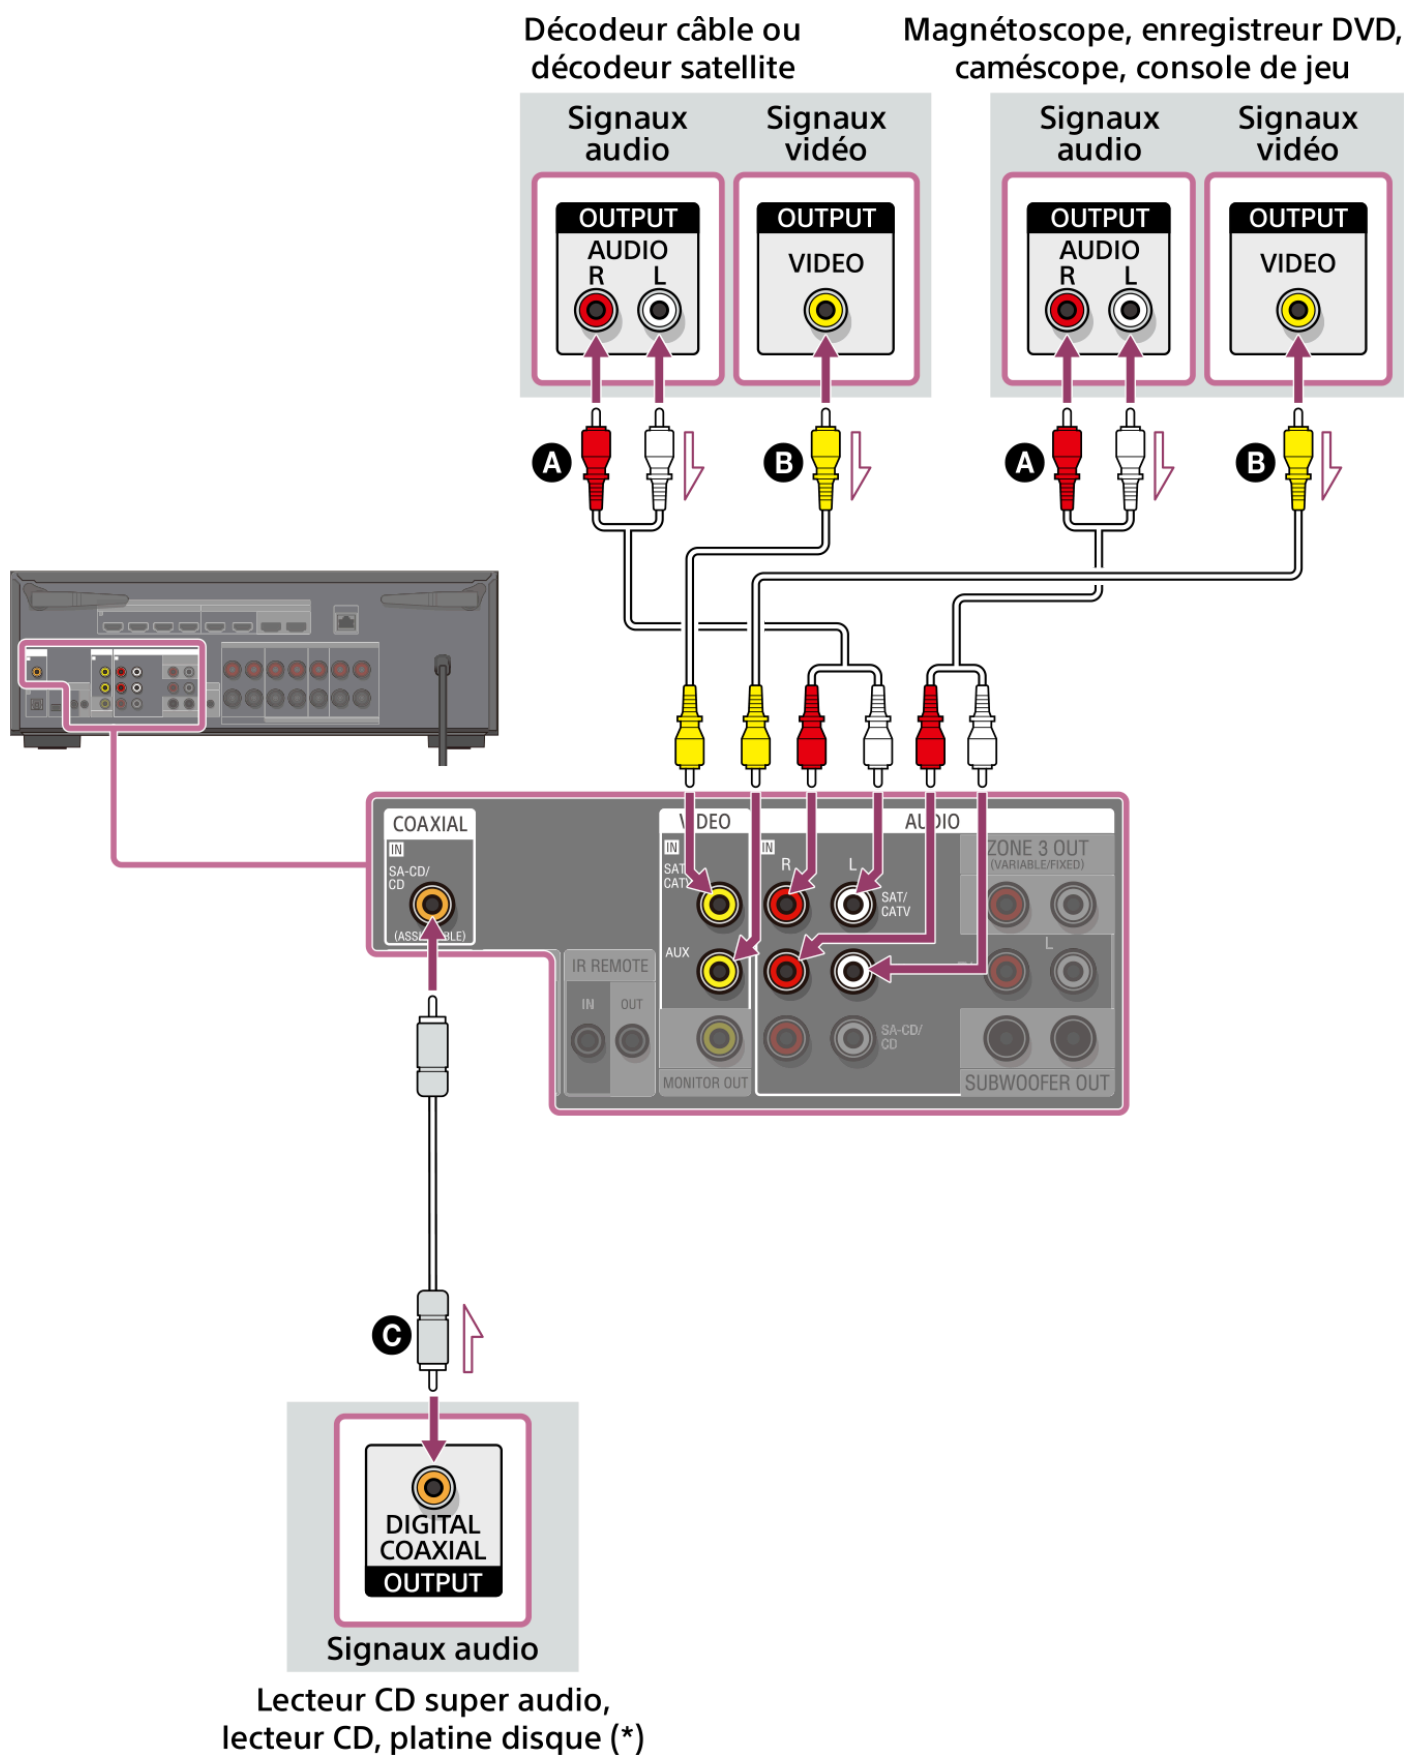 Décodeur câble ou
décodeur satellite
Signaux
audio
Signaux
vidéo
OUTPUT
AUDIO
R L
OUTPUT
VIDEO
Magnétoscope, enregistreur DVD,
caméscope, console de jeu
Signaux
audio
Signaux
vidéo
OUTPUT
AUDIO
R L
OUTPUT
VIDEO
A
B
A
B
COAXIAL
IN
SA-CD/
CD
VIDEO
IN
SAT/
AUX
MONITOR OUT
AUDIO
IN
R L
SAT/
CATV
SA-CD/
CD
ZONE 3 OUT
(VARIABLE/FIXED)
L
SUBWOOFER OUT
IR REMOTE
IN OUT
C
DIGITAL
COAXIAL
OUTPUT
Signaux audio
Lecteur CD super audio,
lecteur CD, platine disque (*)